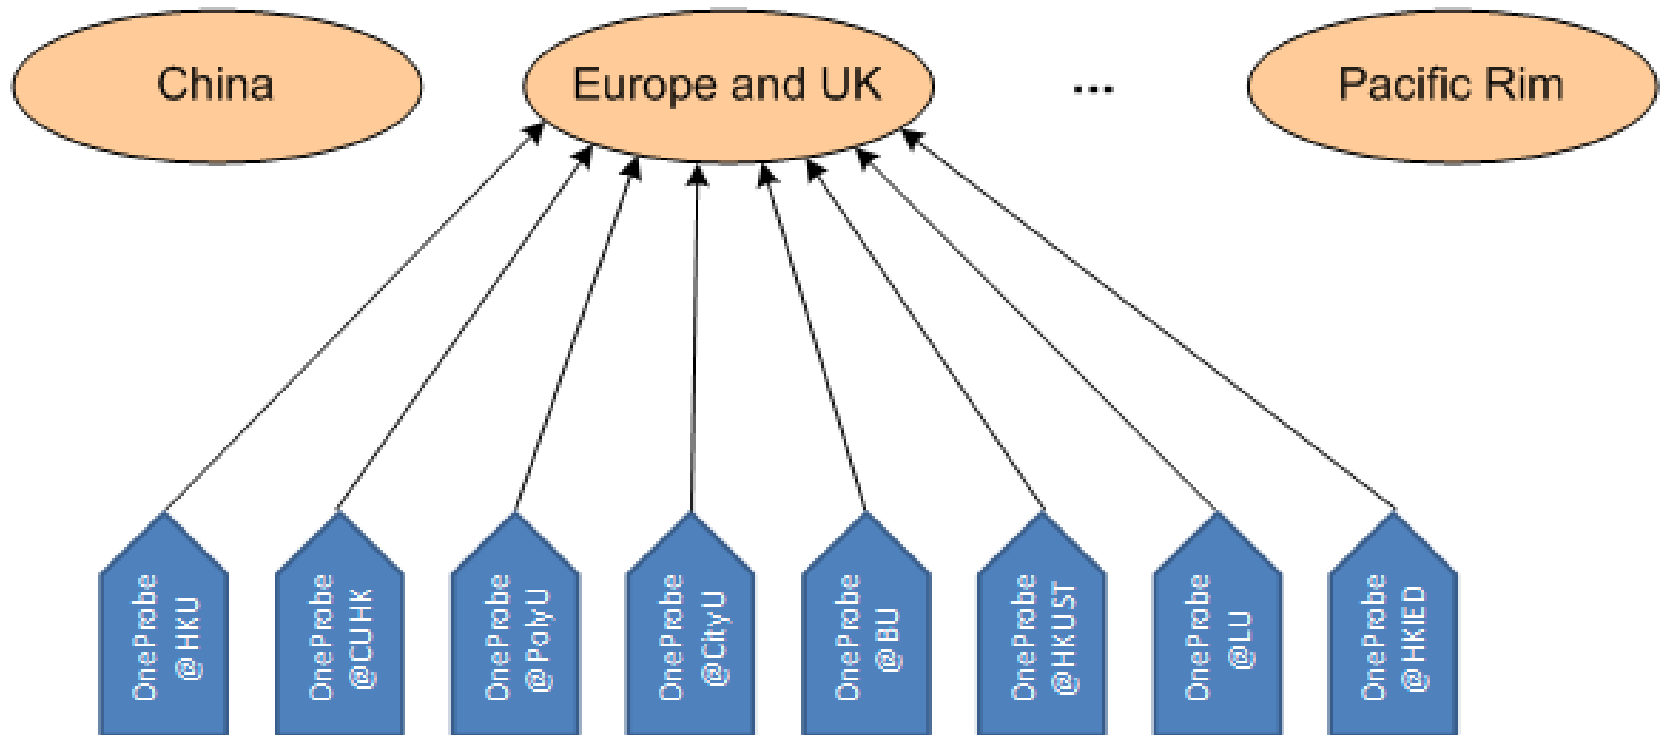 China
Europe and UK
...
Pacific Rim
OneProbe
@HKU
OneProbe
@CUHK
OneProbe
@PolyU
OneProbe
@CityU
OneProbe
@BU
OneProbe
@HKUST
OneProbe
@LU
OneProbe
@HKIED